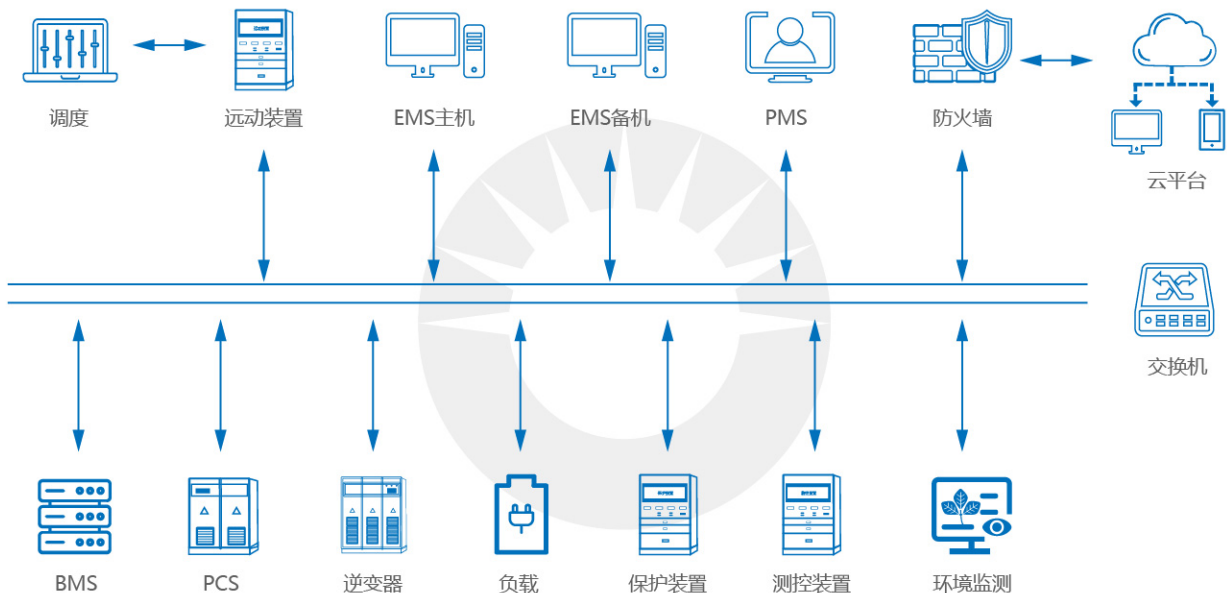 调度
远动装置
EMS主机
EMS备机
PMS
防火墙
云平台
交换机
BMS
PCS
逆变器
负载
保护装置
测控装置
环境监测